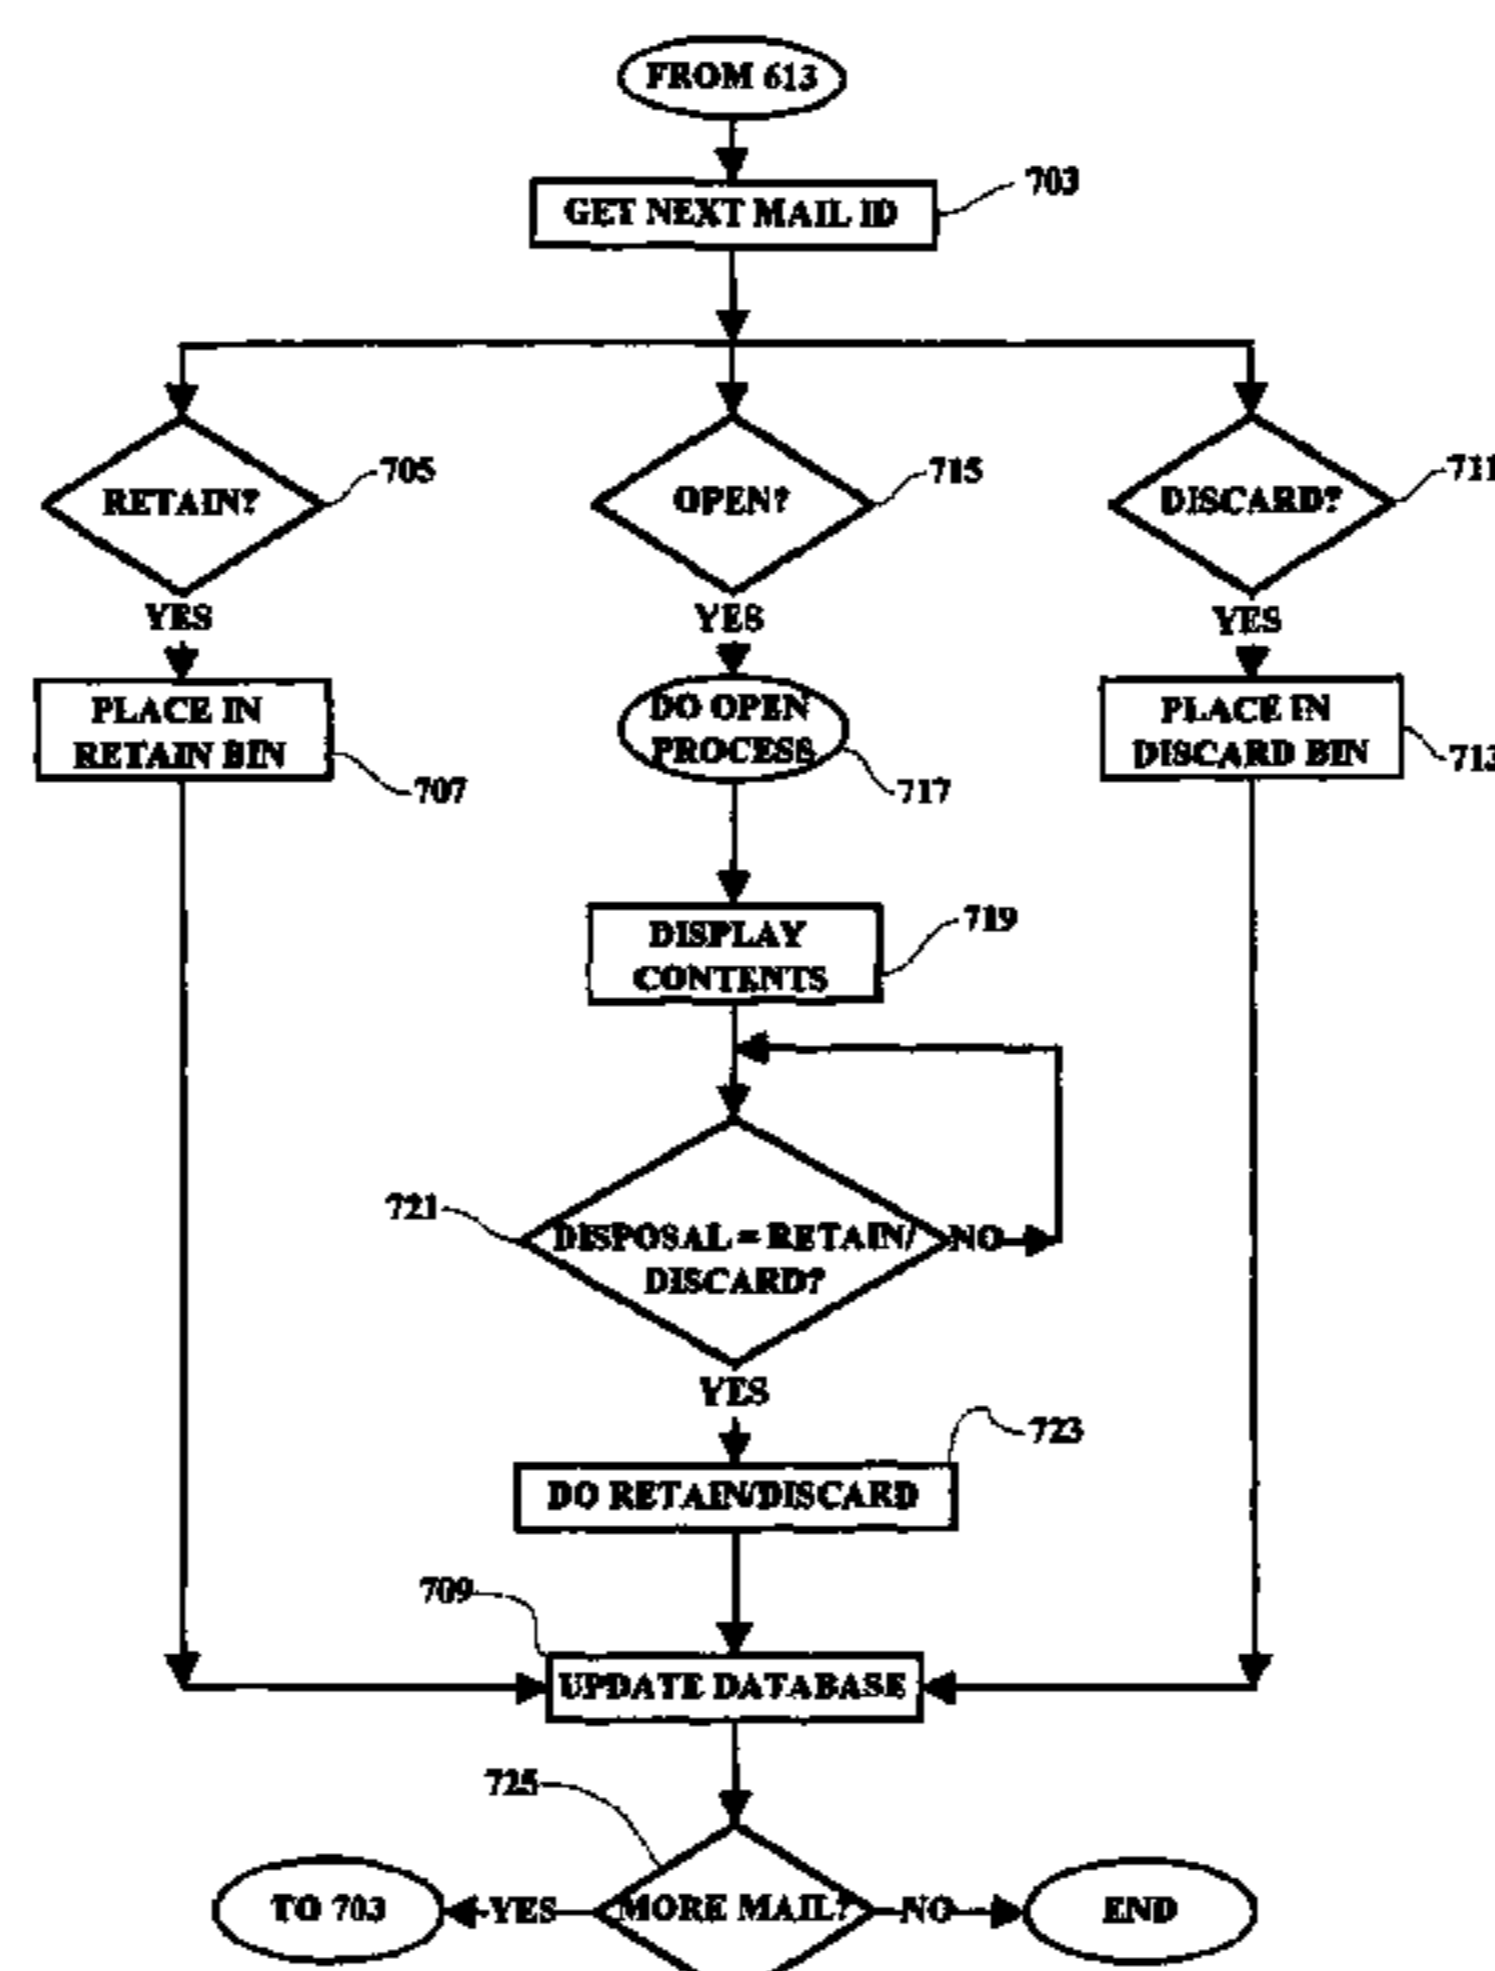 FROM 613
GET NEXT MAIL ID
703
RETAIN?
705
OPEN?
715
DISCARD?
711
YES
YES
YES
PLACE IN
RETAIN BIN
707
DO OPEN
PROCESS
717
PLACE IN
DISCARD BIN
713
DISPLAY
CONTENTS
719
721
DISPOSAL = RETAIN/
DISCARD?
NO
YES
723
DO RETAIN/DISCARD
709
UPDATE DATABASE
725
TO 703
YES
MORE MAIL?
NO
END